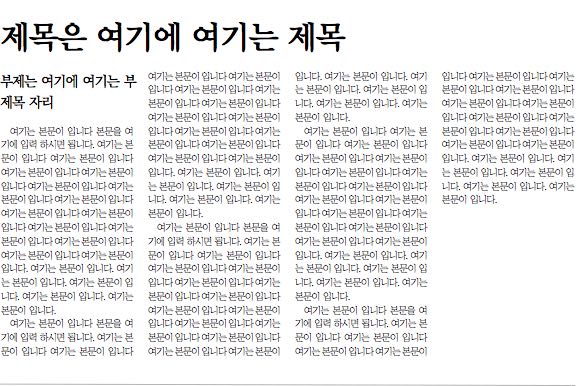 제목은 여기에 여기는 제목
부제는 여기에 여기는 부
제목 자리
여기는 본문이 입니다 본문을 여
기에 입력 하시면 됩니다. 여기는 본
문이 입니다 여기는 본문이 입니다
여기는 본문이 입니다 여기는 본문이
입니다 여기는 본문이 입니다 여기는
본문이 입니다 여기는 본문이 입니다
여기는 본문이 입니다 여기는 본문이
입니다 여기는 본문이 입니다 여기는
본문이 입니다 여기는 본문이 입니다
여기는 본문이 입니다 여기는 본문이
입니다. 여기는 본문이 입니다. 여기
는 본문이 입니다. 여기는 본문이 입
니다. 여기는 본문이 입니다. 여기는
본문이 입니다.
여기는 본문이 입니다 본문을 여
기에 입력 하시면 됩니다. 여기는 본
문이 입니다 여기는 본문이 입니다
여기는 본문이 입니다 여기는 본문이
입니다 여기는 본문이 입니다 여기는
본문이 입니다 여기는 본문이 입니다
여기는 본문이 입니다 여기는 본문이
입니다 여기는 본문이 입니다 여기는
본문이 입니다 여기는 본문이 입니다
여기는 본문이 입니다 여기는 본문이
입니다. 여기는 본문이 입니다. 여기
는 본문이 입니다. 여기는 본문이 입
니다. 여기는 본문이 입니다. 여기는
본문이 입니다.
여기는 본문이 입니다 본문을 여
기에 입력 하시면 됩니다. 여기는 본
문이 입니다 여기는 본문이 입니다
여기는 본문이 입니다 여기는 본문이
입니다 여기는 본문이 입니다 여기는
본문이 입니다 여기는 본문이 입니다
여기는 본문이 입니다 여기는 본문이
입니다 여기는 본문이 입니다 여기는
본문이 입니다 여기는 본문이 입니다
여기는 본문이 입니다 여기는 본문이
입니다. 여기는 본문이 입니다. 여기
는 본문이 입니다. 여기는 본문이 입
니다. 여기는 본문이 입니다. 여기는
본문이 입니다.
여기는 본문이 입니다 여기는 본
문이 입니다 여기는 본문이 입니다
여기는 본문이 입니다 여기는 본문이
입니다 여기는 본문이 입니다 여기는
본문이 입니다 여기는 본문이 입니다
여기는 본문이 입니다 여기는 본문이
입니다 여기는 본문이 입니다 여기는
본문이 입니다 여기는 본문이 입니다
여기는 본문이 입니다 여기는 본문이
입니다. 여기는 본문이 입니다. 여기
는 본문이 입니다. 여기는 본문이 입
니다. 여기는 본문이 입니다. 여기는
본문이 입니다.
여기는 본문이 입니다 본문을 여
기에 입력 하시면 됩니다. 여기는 본
문이 입니다 여기는 본문이 입니다
여기는 본문이 입니다 여기는 본문이
입니다 여기는 본문이 입니다 여기는
본문이 입니다 여기는 본문이 입니다
여기는 본문이 입니다 여기는 본문이
입니다 여기는 본문이 입니다 여기는
본문이 입니다 여기는 본문이 입니다
여기는 본문이 입니다 여기는 본문이
입니다. 여기는 본문이 입니다. 여기
는 본문이 입니다. 여기는 본문이 입
니다. 여기는 본문이 입니다. 여기는
본문이 입니다.